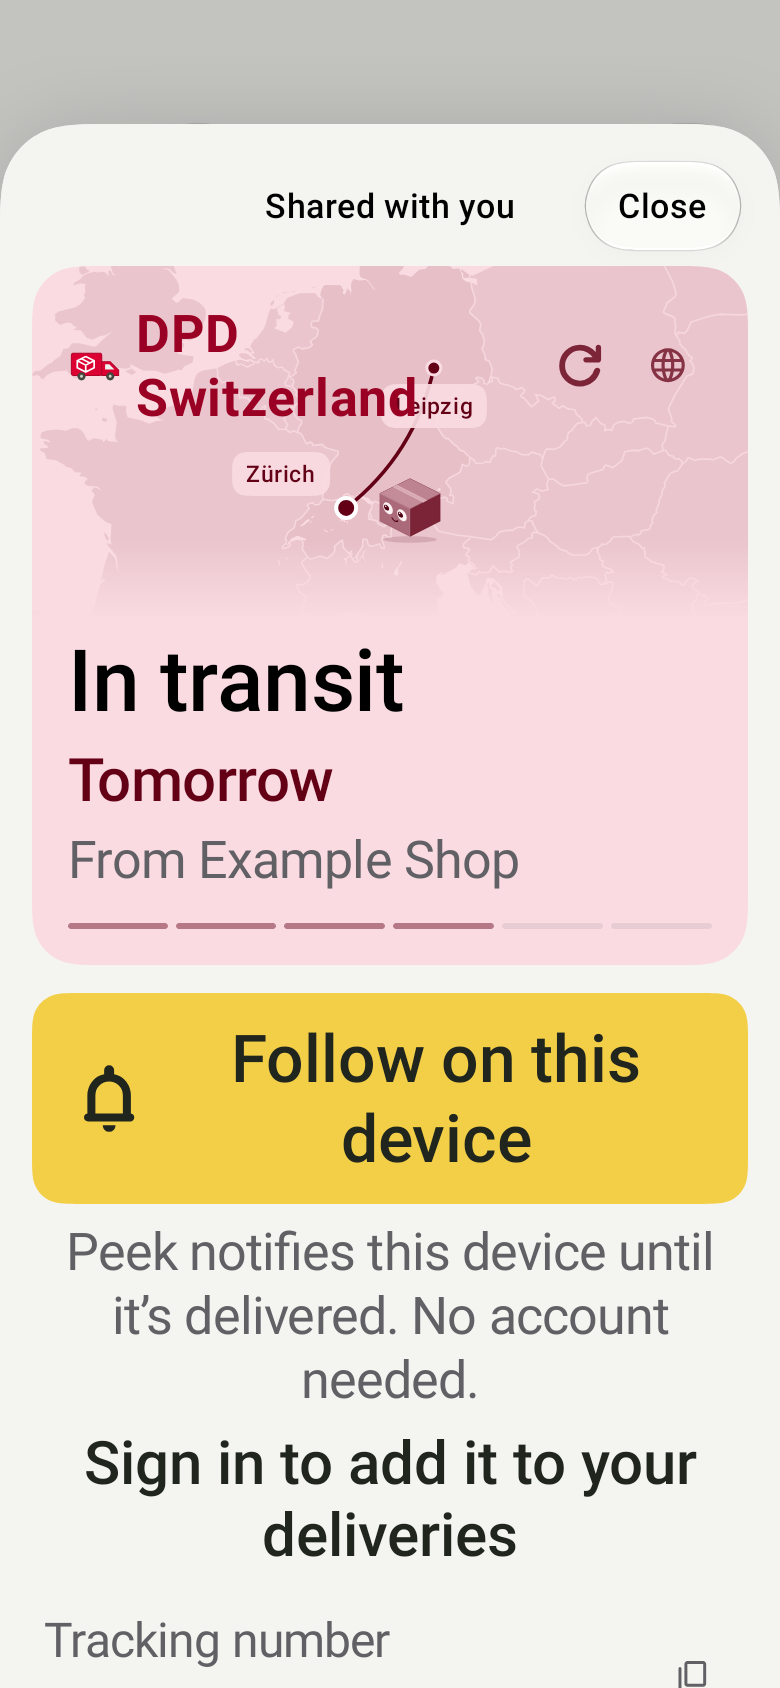 Shared with you
Close
DPD
Switzerland
eipzig
Zürich
In transit
Tomorrow
From Example Shop
Follow on this
device
Peek notifies this device until
it’s delivered. No account
needed.
Sign in to add it to your
deliveries
Tracking number